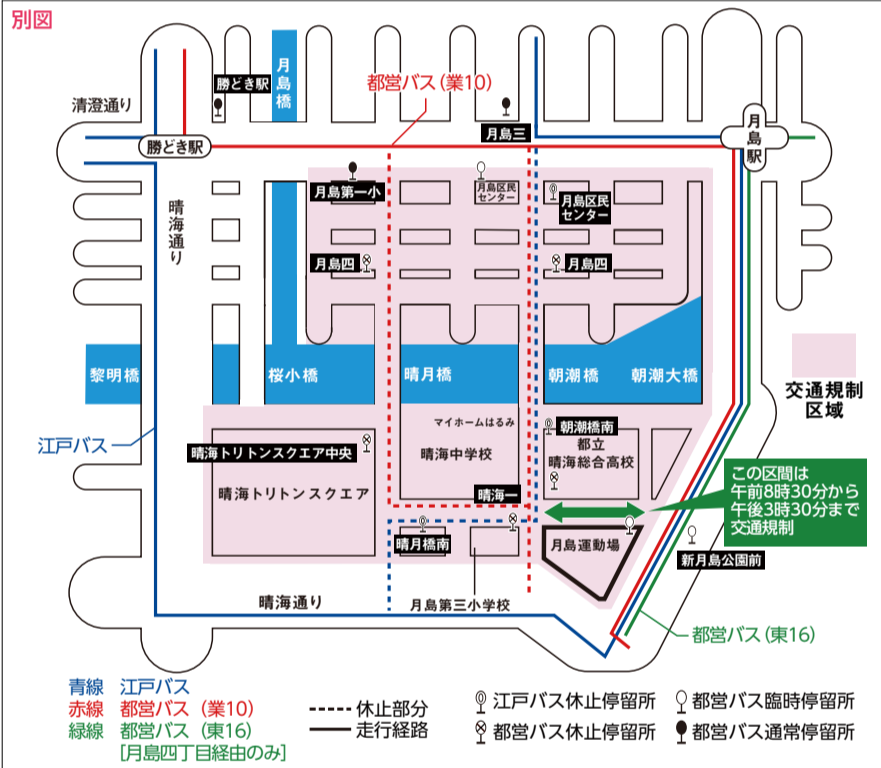 別図
月島橋
勝どき駅
都営バス（業10）
清澄通り
月島三
月島駅
勝どき駅
月島第一小
月島区民
センター
月島区民
センター
晴海通り
月島四
月島四
黎明橋
桜小橋
晴月橋
朝潮橋
朝潮大橋
交通規制
区域
江戸バス
マイホームはるみ
朝潮橋南
晴海トリトンスクエア中央
晴海中学校
都立
晴海総合高校
晴海トリトンスクエア
晴海一
この区間は
午前8時30分から
午後3時30分まで
交通規制
晴月橋南
月島運動場
新月島公園前
晴海通り
月島第三小学校
都営バス（東16）
青線 江戸バス
赤線 都営バス（業10）
緑線 都営バス（東16）
［月島四丁目経由のみ］
休止部分
走行経路
江戸バス休止停留所
都営バス休止停留所
都営バス臨時停留所
都営バス通常停留所